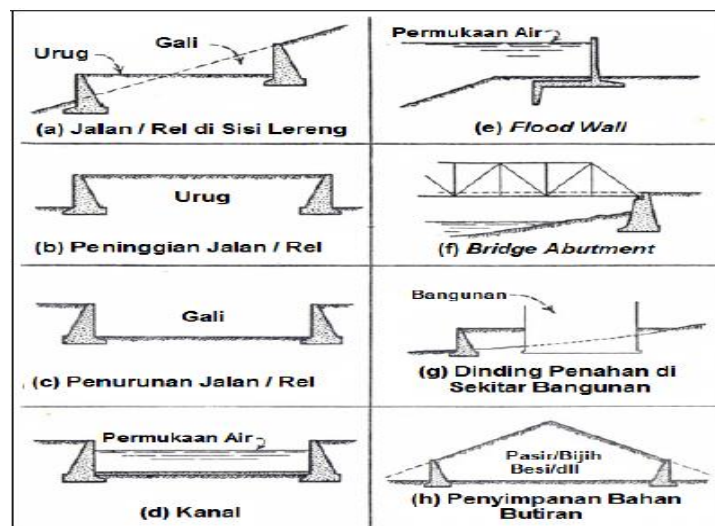 Gali
Urug
(a) Jalan / Rel di Sisi Lereng
Urug
(b) Peninggian Jalan / Rel
Gali
(c) Penurunan Jalan / Rel
Permukaan Air
(d) Kanal
Permukaan Air
(e) Flood Wall
(f) Bridge Abutment
Bangunan
(g) Dinding Penahan di
Sekitar Bangunan
Pasir/Bijih
Besi/dll
(h) Penyimpanan Bahan
Butiran